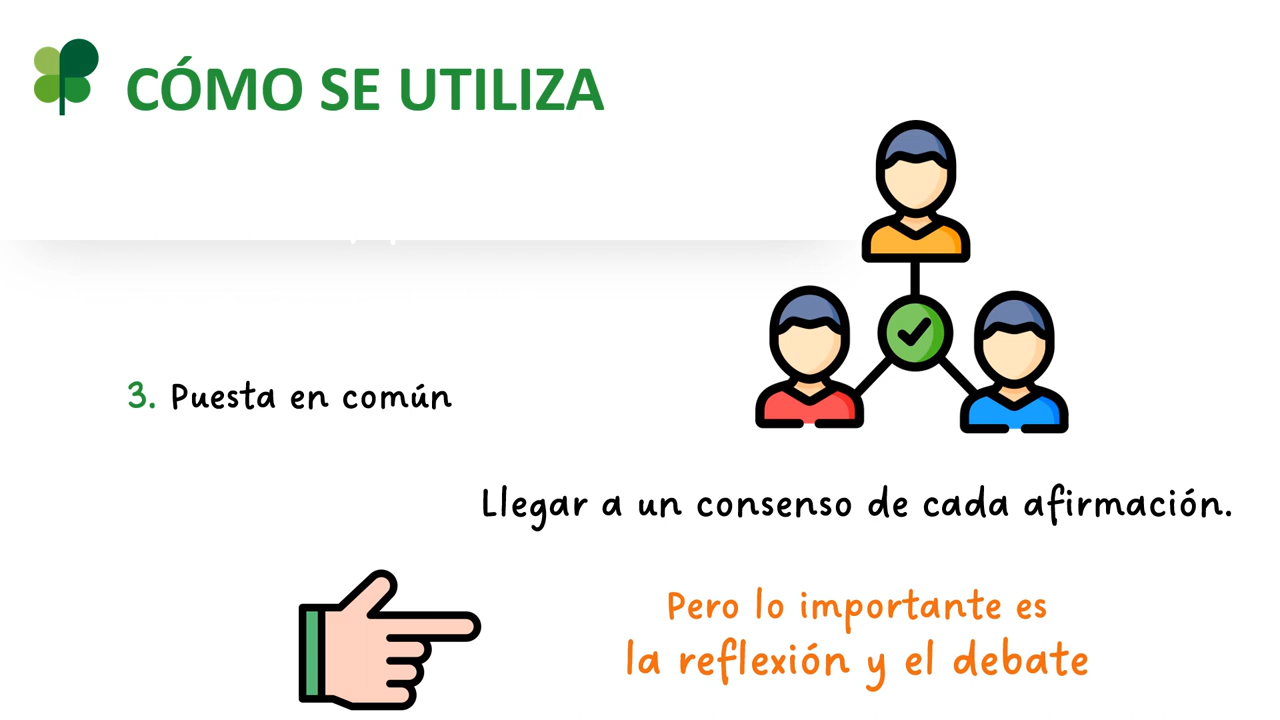 CÓMO SE UTILIZA
3. Puesta en común
Llegar a un consenso de cada afirmación.
Pero lo importante es
la reflexión y el debate